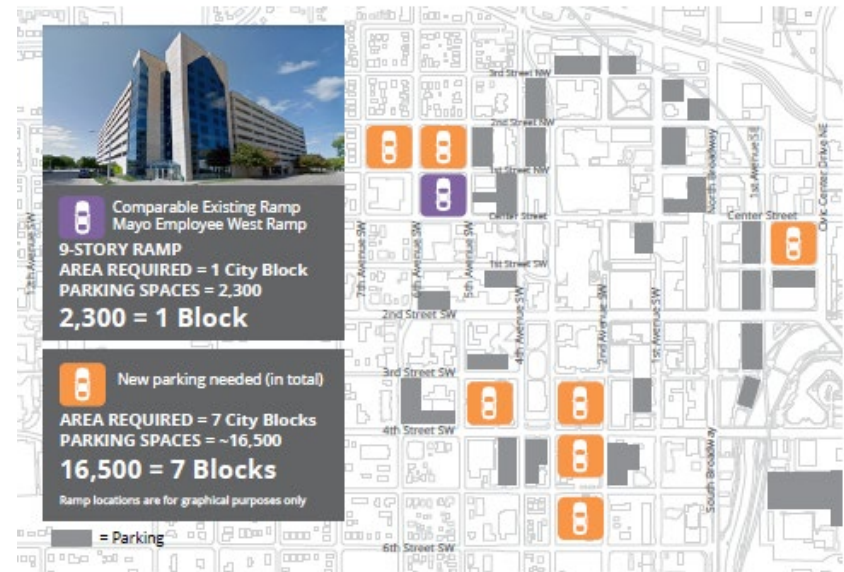 Comparable Existing Ramp
Mayo Employee West Ramp
9-STORY RAMP
AREA REQUIRED = 1 City Block
PARKING SPACES = 2,300
2,300 = 1 Block
New parking needed (in total)
AREA REQUIRED = 7 City Blocks
PARKING SPACES = ~16,500
16,500 = 7 Blocks
Ramp locations are for graphical purposes only
= Parking
3rd Street NW
2nd Street NW
1st Street NW
Center Street
Center Street
1st Street SW
2nd Street SW
3rd Street SW
4th Street SW
6th Street SW
12th Avenue SW
7th Avenue SW
6th Avenue SW
5th Avenue SW
4th Avenue SW
2nd Avenue SW
1st Avenue SW
North Broadway
South Broadway
1st Avenue SE
Civic Center Drive NE